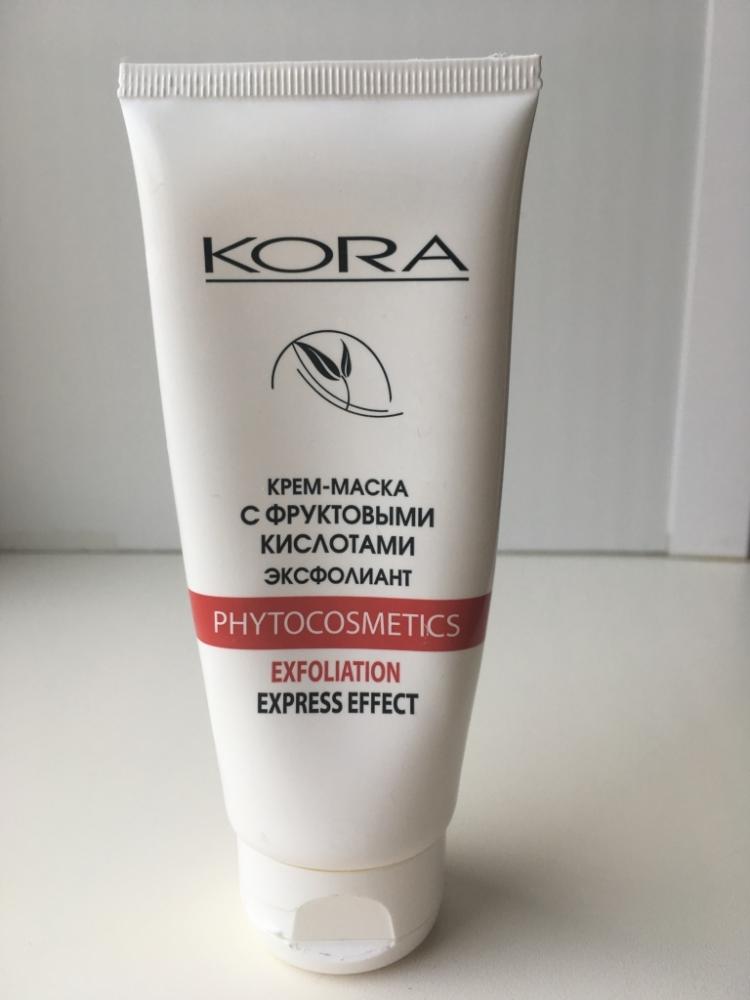 KORA
КРЕМ-МАСКА
С ФРУКТОВЫМИ
КИСЛОТАМИ
ЭКСФОЛИАНТ
PHYTOCOSMETICS
EXFOLIATION
EXPRESS EFFECT